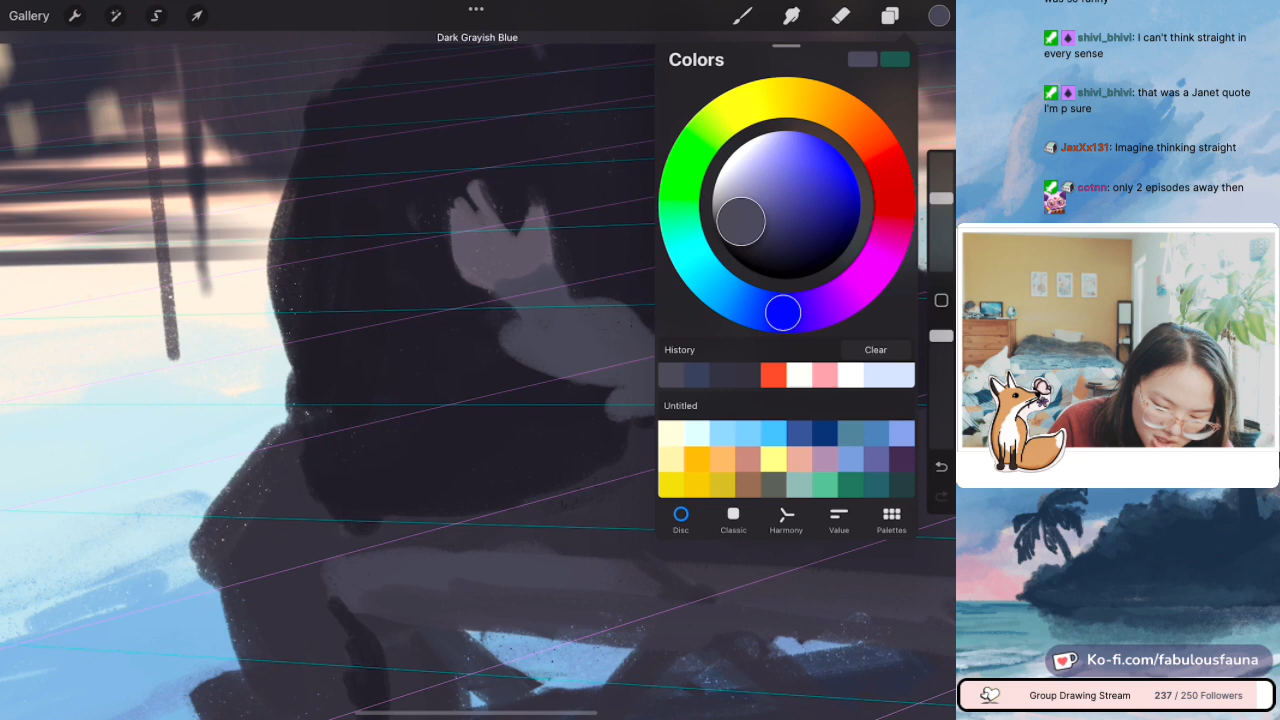 Gallery
Dark Grayish Blue
Colors
History
Clear
Untitled
Disc
Classic
Harmony
Value
Palettes
was so funny
shivi_bhivi: I can't think straight in
every sense
shivi_bhivi: that was a Janet quote
I'm p sure
JaxXx131: Imagine thinking straight
cotnn: only 2 episodes away then
Ko-fi.com/fabulousfauna
Group Drawing Stream 237 / 250 Followers